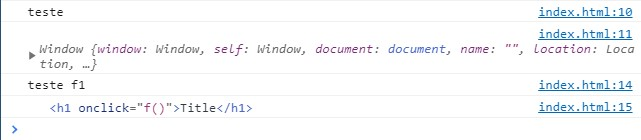 teste index.html:10
index.html:11
Window {window: Window, self: Window, document: document, name: "", location: Loca
tion, …}
teste f1 index.html:14
<h1 onclick="f()">Title</h1> index.html:15